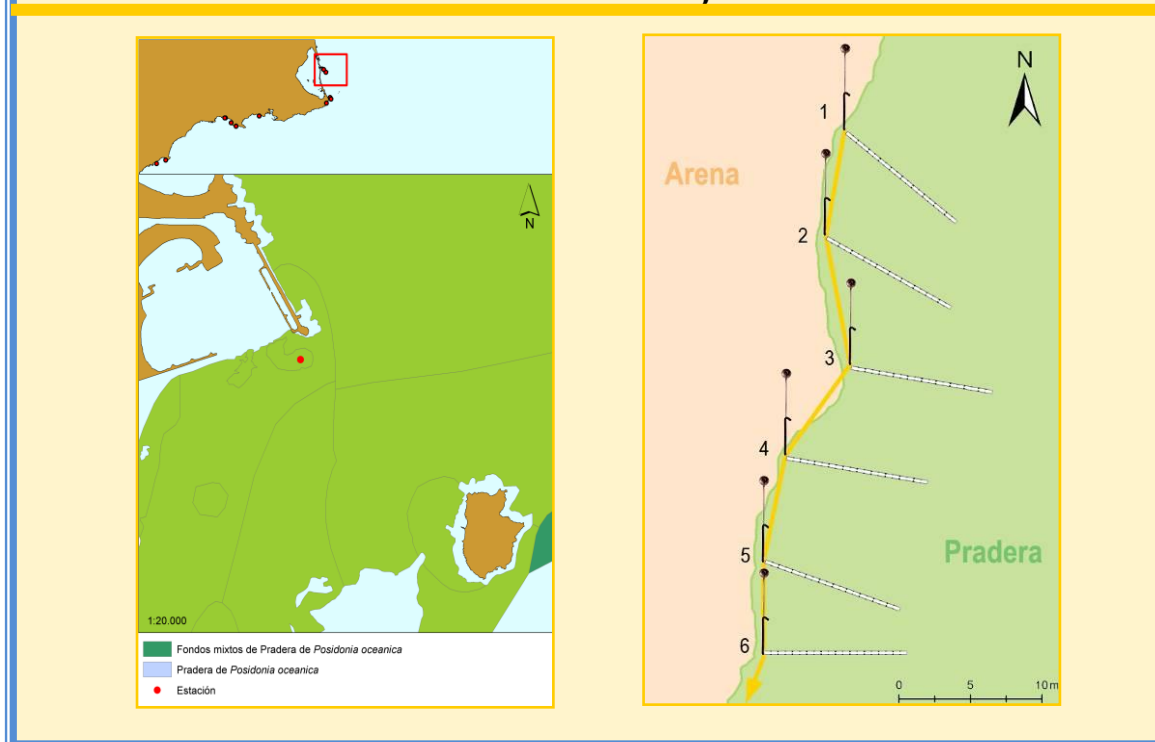 N
1:20.000
Fondos mixtos de Pradera de Posidonia oceanica
Pradera de Posidonia oceanica
Estación
N
1
Arena
2
3
4
5
Pradera
6
0 5 10 m